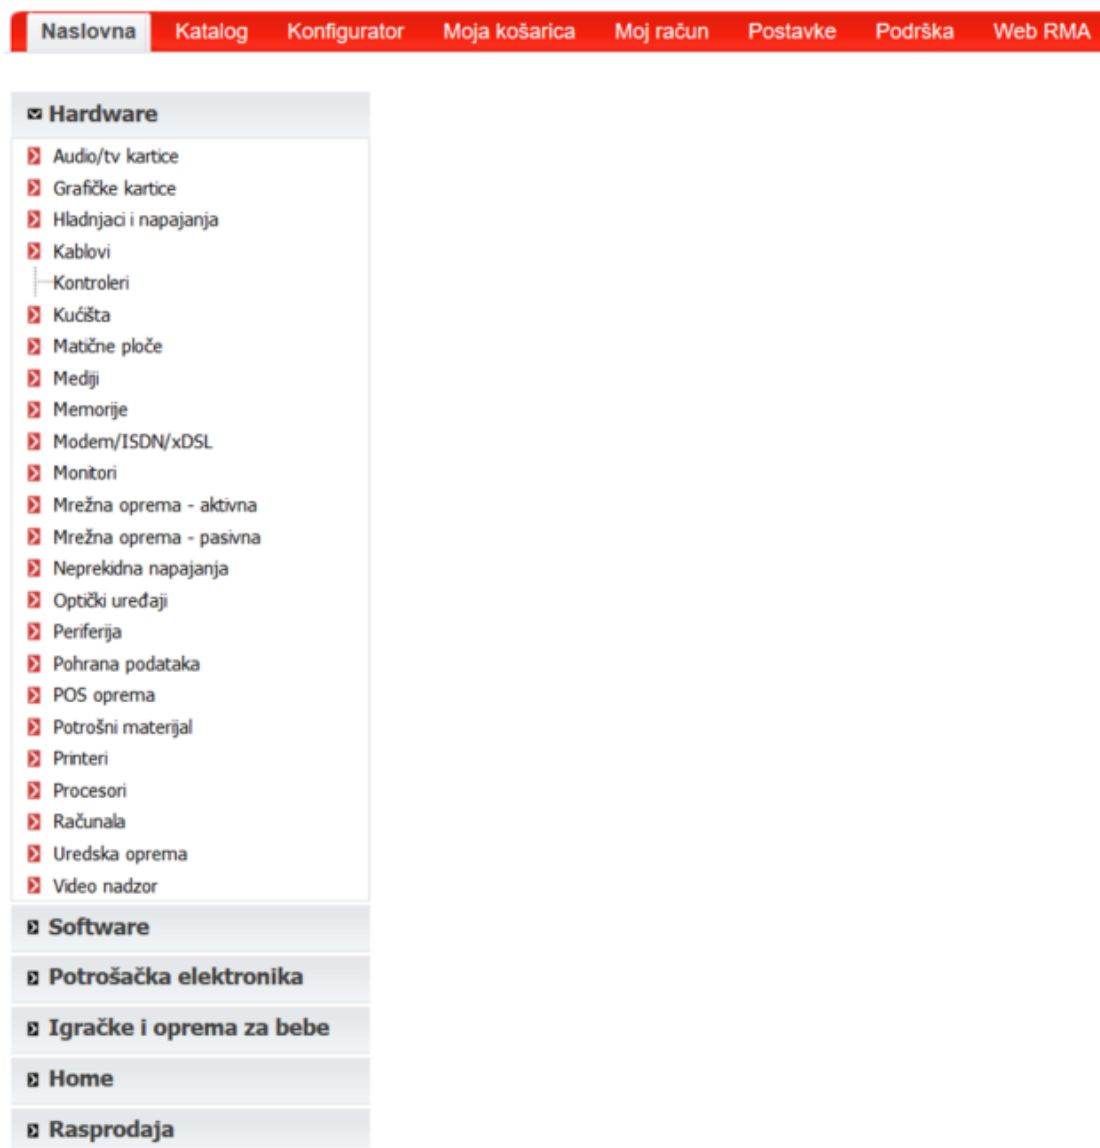 Naslovna Katalog Konfigurator Moja košarica Moj račun Postavke Podrška Web RMA
Hardware
Audio/tv kartice
Grafičke kartice
Hladnjaci i napajanja
Kablovi
Kontroleri
Kućišta
Matične ploče
Mediji
Memorije
Modem/ISDN/xDSL
Monitori
Mrežna oprema - aktivna
Mrežna oprema - pasivna
Neprekidna napajanja
Optički uređaji
Periferija
Pohrana podataka
POS oprema
Potrošni materijal
Printeri
Procesori
Računala
Uredska oprema
Video nadzor
Software
Potrošačka elektronika
Igračke i oprema za bebe
Home
Rasprodaja